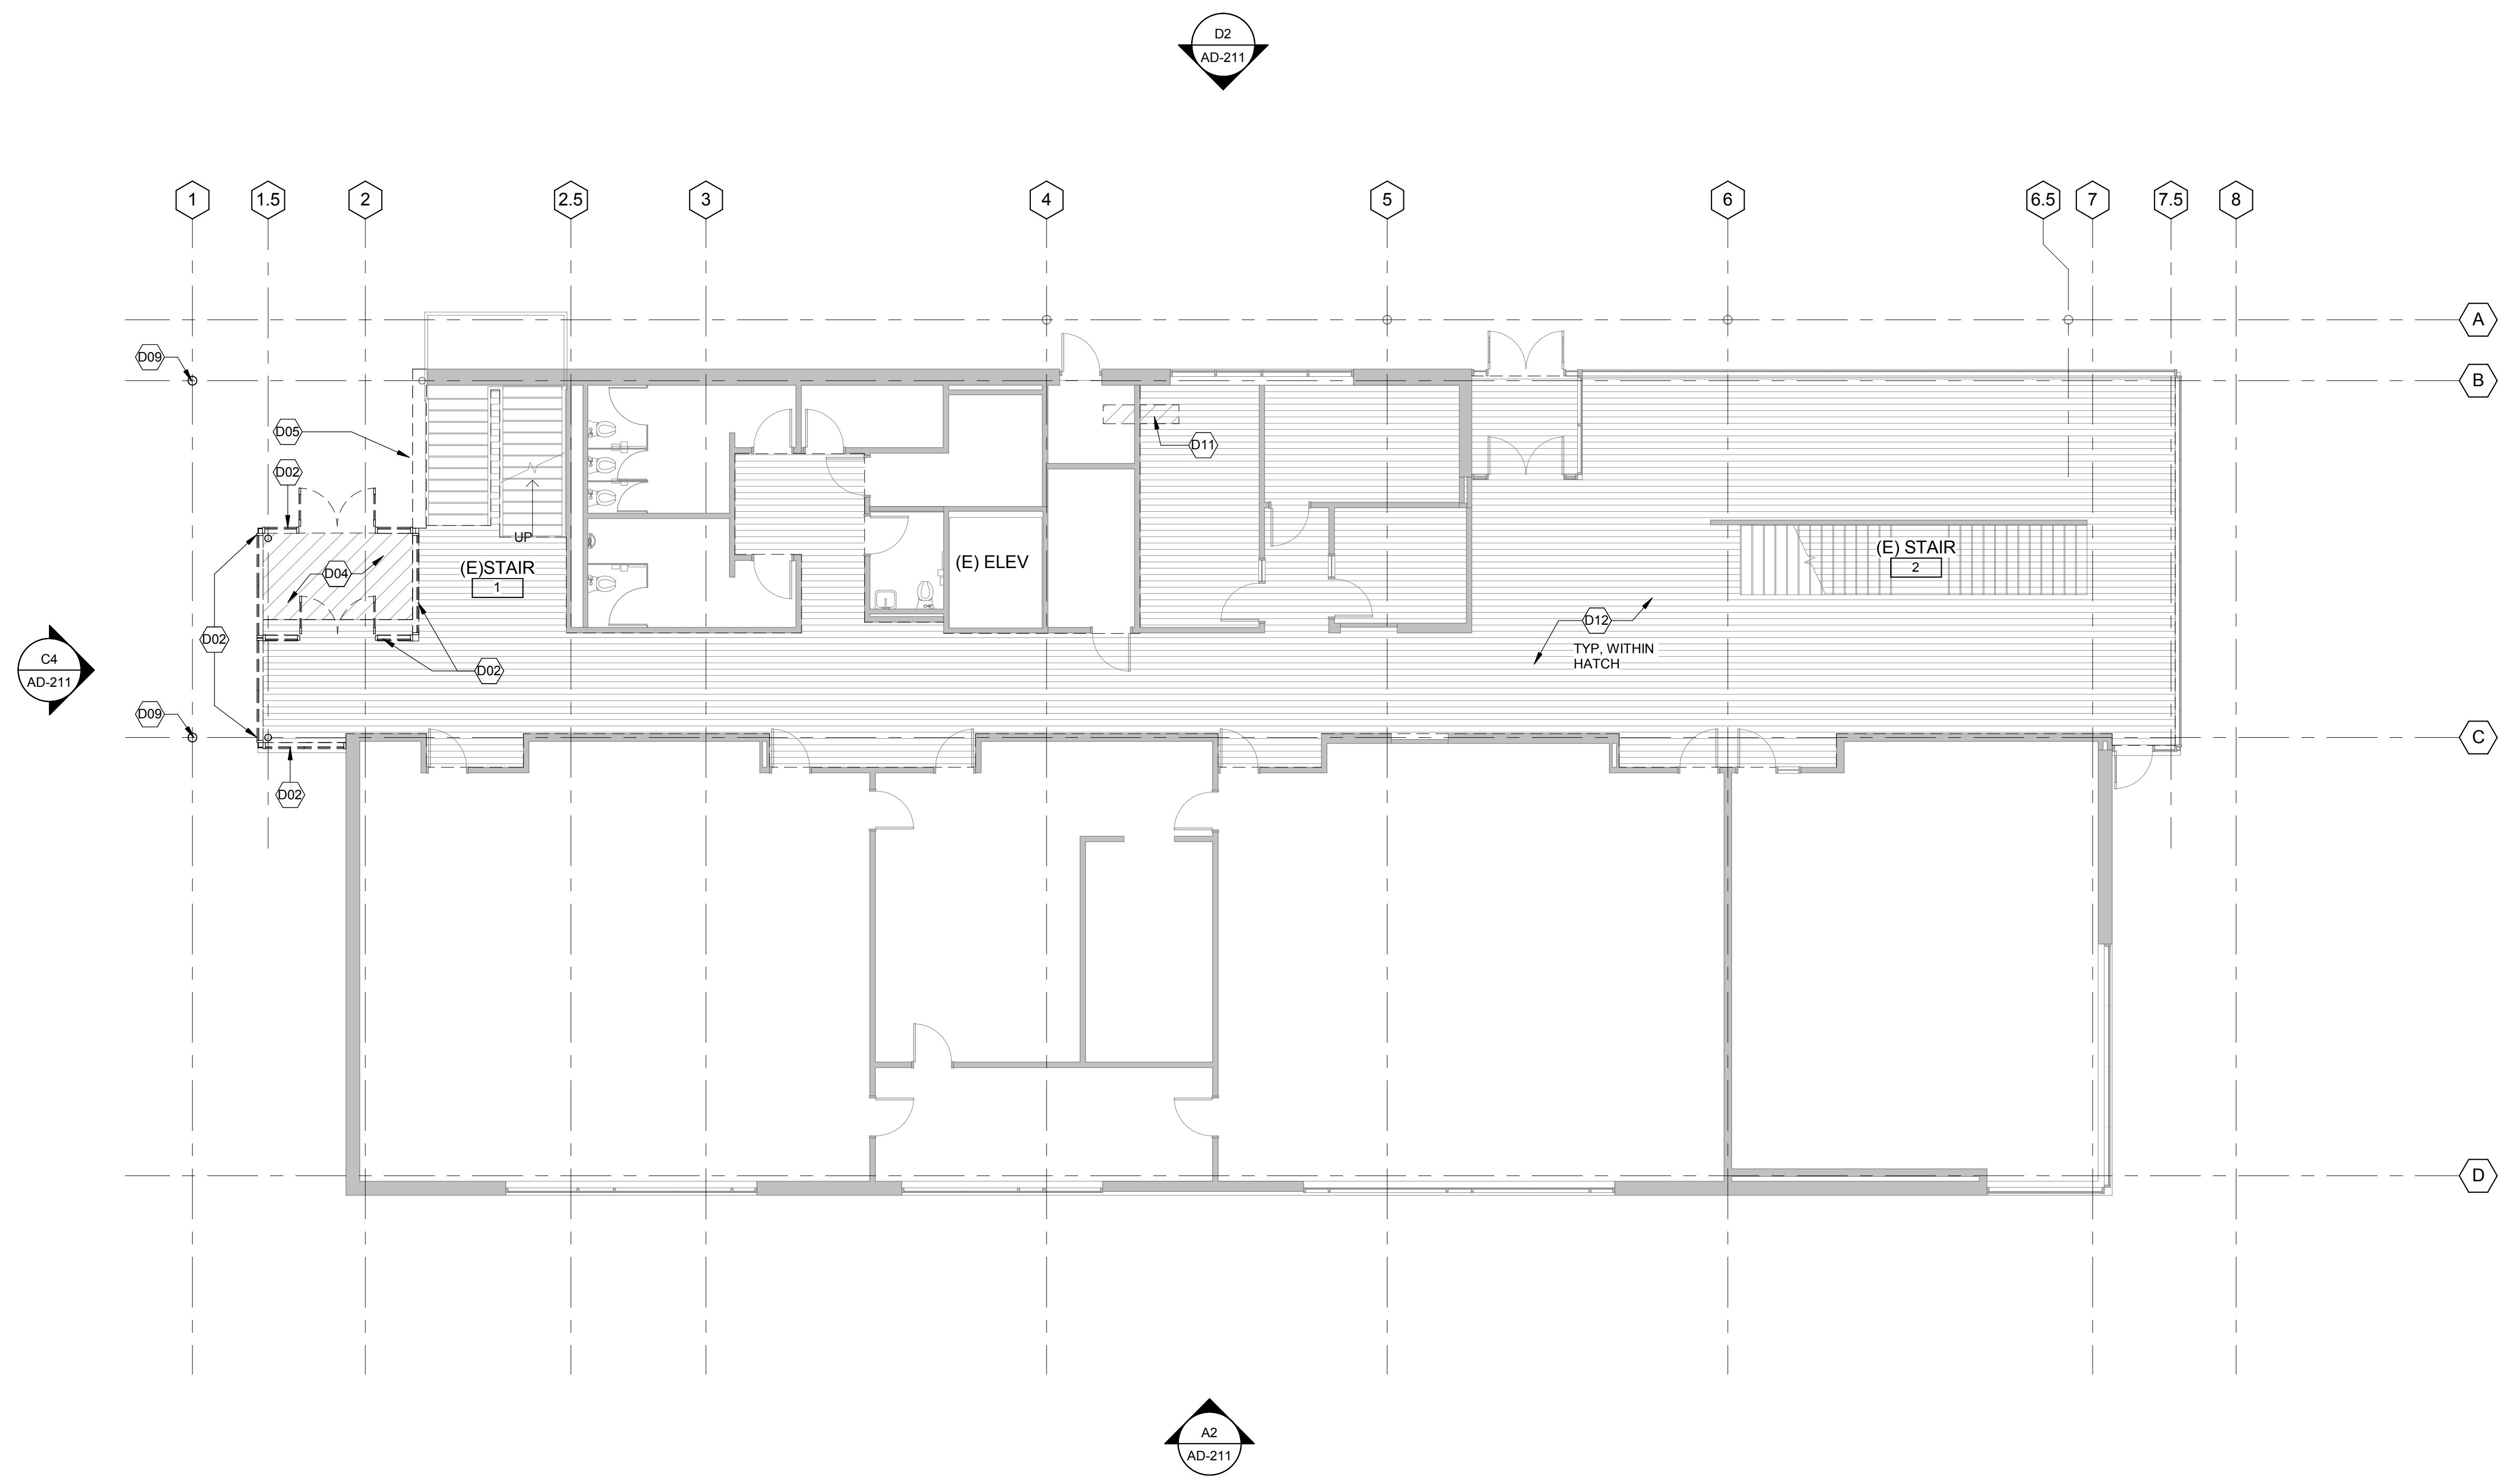 D2
AD-211
1
1.5
2
2.5
3
4
5
6
6.5
7
7.5
8
A
D09
B
D05
D11
D02
UP
(E)STAIR
1
(E) ELEV
(E) STAIR
2
D04
D12
D02
TYP, WITHIN
HATCH
C4
AD-211
D02
D09
C
D02
D
A2
AD-211